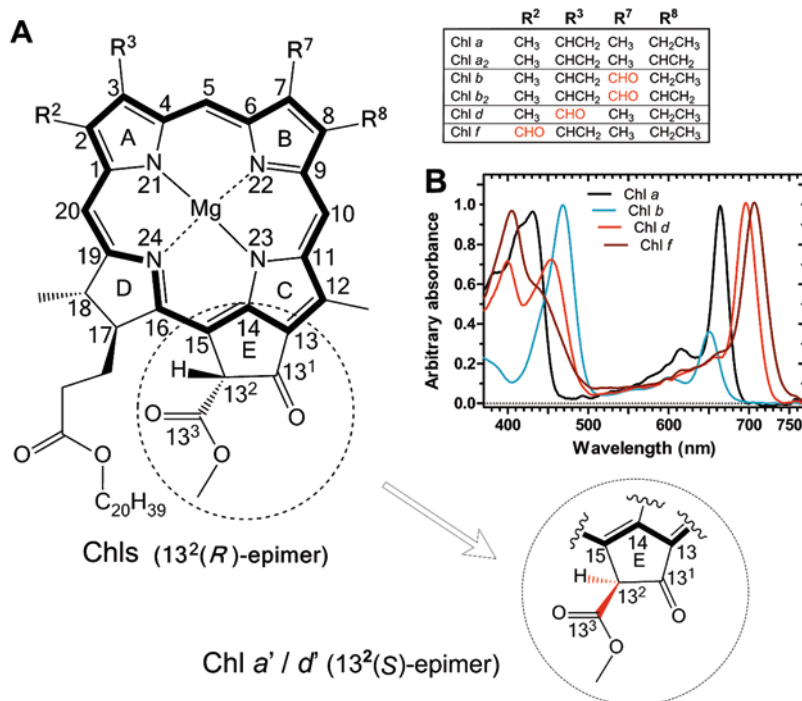 A
R² R³ R⁷ R⁸
Chl a CH₃ CHCH₂ CH₃ CH₂CH₃
Chl a₂ CH₃ CHCH₂ CH₃ CHCH₂
Chl b CH₃ CHCH₂ CHO CH₂CH₃
Chl b₂ CH₃ CHCH₂ CHO CHCH₂
Chl d CH₃ CHO CH₃ CH₂CH₃
Chl f CHO CHCH₂ CH₃ CH₂CH₃
R³ R⁷
3 4 5 6 7
R² R⁸
2 A B 8
1 N N 9
21 22
20 Mg 10
24 23
19 N N 11
D C 12
18
17 16 14 13
15 E
H 13² 13¹
O O
13³
O O
O
C₂₀H₃₉
Chls (13²(R)-epimer)
B
Chl a
Chl b
Chl d
Chl f
Arbitrary absorbance
1.0
0.8
0.6
0.4
0.2
0.0
400 500 600 700 750
Wavelength (nm)
14
15 E 13
H 13² 13¹
O O
13³
O
Chl a' / d' (13²(S)-epimer)